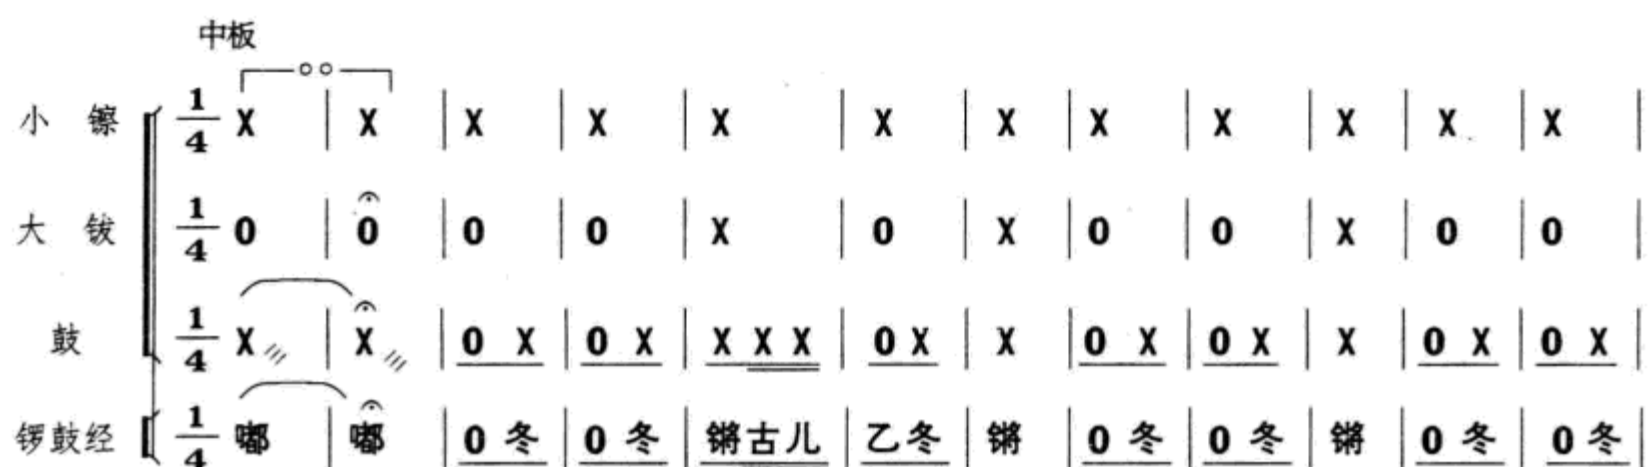 中板
小 镲 1/4 X | X | X | X | X | X | X | X | X | X | X | X |
大 钹 1/4 0 | 0 | 0 | 0 | X | 0 | X | 0 | 0 | X | 0 | 0 |
鼓 1/4 X | X | 0 X | 0 X | X X X | 0 X | X | 0 X | 0 X | X | 0 X | 0 X |
锣鼓经 1/4 嘟 | 嘟 | 0 冬 | 0 冬 | 锵古儿 | 乙冬 | 锵 | 0 冬 | 0 冬 | 锵 | 0 冬 | 0 冬 |